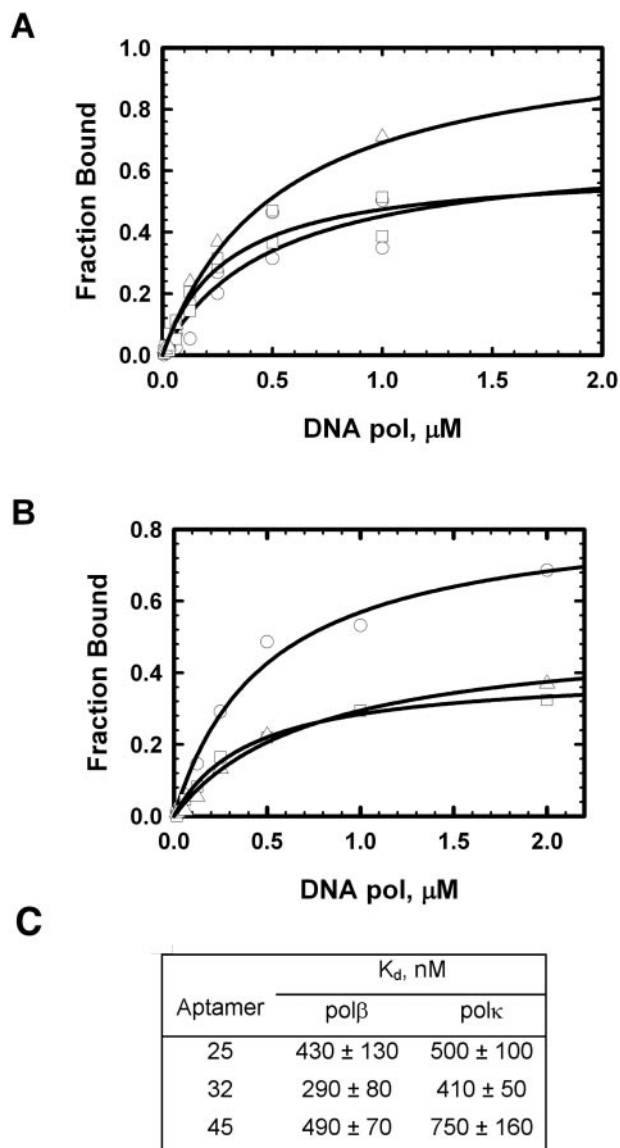 A
1.0
0.8
0.6
0.4
0.2
0.0
Fraction Bound
0.0 0.5 1.0 1.5 2.0
DNA pol, μM
B
0.8
0.6
0.4
0.2
0.0
Fraction Bound
0.0 0.5 1.0 1.5 2.0
DNA pol, μM
C
Kd, nM
Aptamer polβ polκ
25 430 ± 130 500 ± 100
32 290 ± 80 410 ± 50
45 490 ± 70 750 ± 160